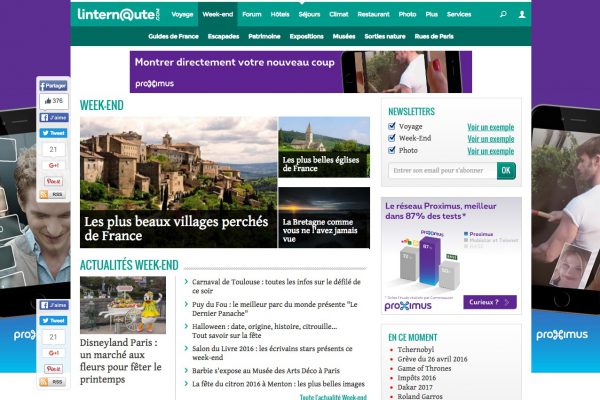 lintern@ute.com
Voyage Week-end Forum Hôtels Séjours Climat Restaurant Photo Plus Services
Guides de France Escapades Patrimoine Expositions Musées Sorties nature Rues de Paris
Montrer directement votre nouveau coup
proximus
Partager
376
J'aime
Twitter
21
+1
Pin it
RSS
WEEK-END
Les plus beaux villages perchés
de France
Les plus belles églises
de France
La Bretagne comme
vous ne l'avez jamais
vue
NEWSLETTERS
Voyage Voir un exemple
Week-End Voir un exemple
Photo Voir un exemple
Entrer son email pour s'abonner OK
Le réseau Proximus, meilleur
dans 87% des tests*
proximus
Mobistar et Telenet
BASE
87%
proximus
Curieux ?
ACTUALITÉS WEEK-END
Disneyland Paris :
un marché aux
fleurs pour fêter le
printemps
Carnaval de Toulouse : toutes les infos sur le défilé de
ce soir
Puy du Fou : le meilleur parc du monde présente "Le
Dernier Panache"
Halloween : date, origine, histoire, citrouille...
Tout savoir sur la fête
Salon du Livre 2016 : les écrivains stars présents ce
week-end
Barbie s'expose au Musée des Arts Déco à Paris
La fête du citron 2016 à Menton : les plus belles images
Toute l'actualité Week-end
EN CE MOMENT
Tchernobyl
Grève du 26 avril 2016
Game of Thrones
Impôts 2016
Dakar 2017
Roland Garros
J'aime
Twitter
21
+1
Pin it
RSS
proximus
proximus